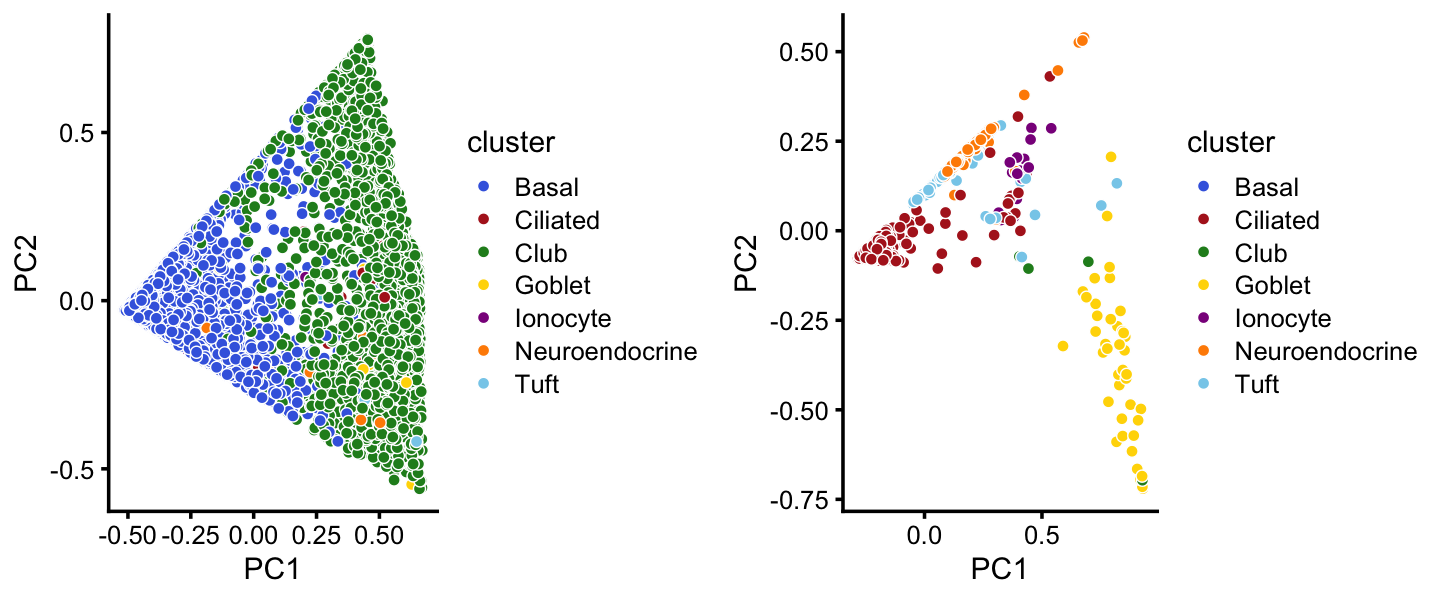 PC2
0.5
0.0
-0.5
-0.50 -0.25 0.00 0.25 0.50
PC1
cluster
Basal
Ciliated
Club
Goblet
Ionocyte
Neuroendocrine
Tuft
PC2
0.50
0.25
0.00
-0.25
-0.50
-0.75
0.0 0.5
PC1
cluster
Basal
Ciliated
Club
Goblet
Ionocyte
Neuroendocrine
Tuft